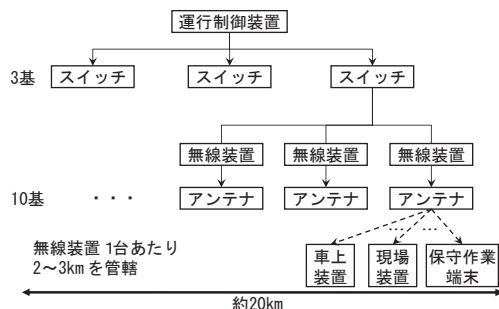 運行制御装置
3基
スイッチ
スイッチ
スイッチ
無線装置
無線装置
無線装置
10基
・・・
アンテナ
アンテナ
アンテナ
…… ……
無線装置 1台あたり
2～3kmを管轄
車上
装置
現場
装置
保守作業
端末
約20km